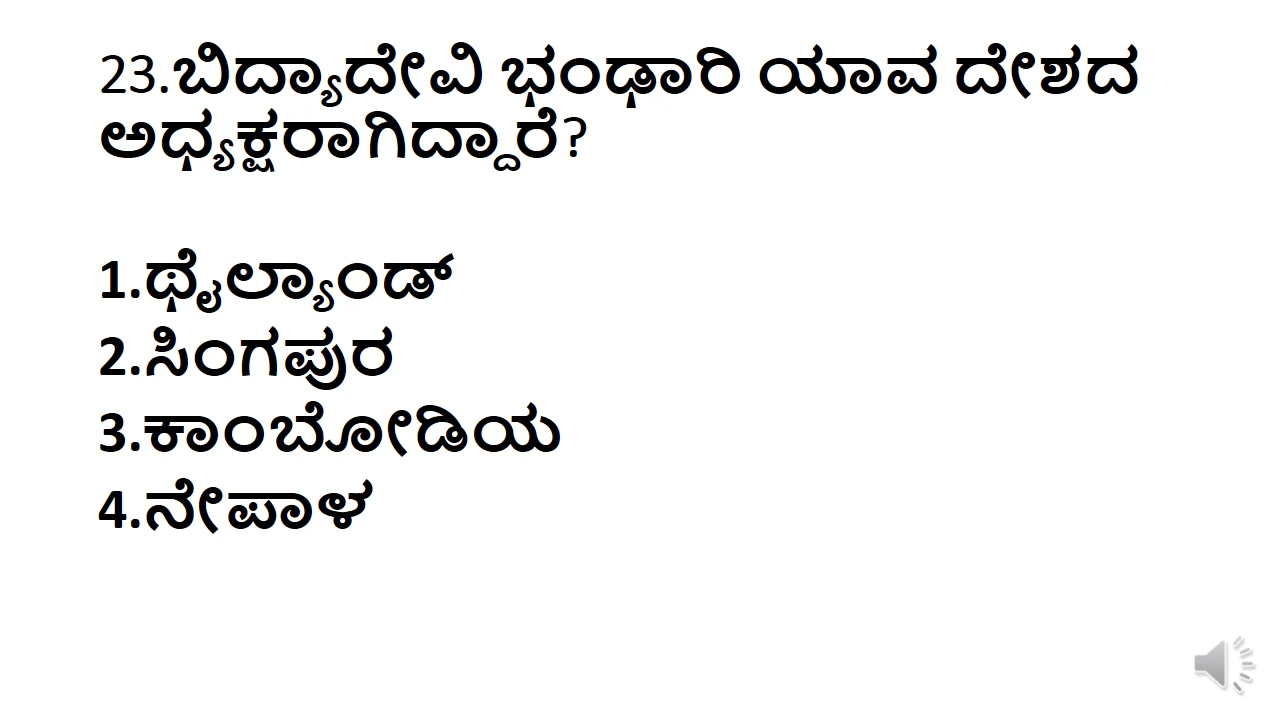 23.ಬಿದ್ಯಾದೇವಿ ಭಂಢಾರಿ ಯಾವ ದೇಶದ
ಅಧ್ಯಕ್ಷರಾಗಿದ್ದಾರೆ?
1.ಥೈಲ್ಯಾಂಡ್
2.ಸಿಂಗಪುರ
3.ಕಾಂಬೋಡಿಯ
4.ನೇಪಾಳ